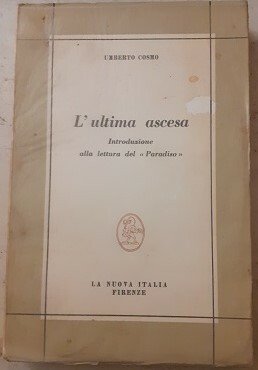 UMBERTO COSMO
L'ultima ascesa
Introduzione
alla lettura del « Paradiso »
LA NUOVA ITALIA
FIRENZE